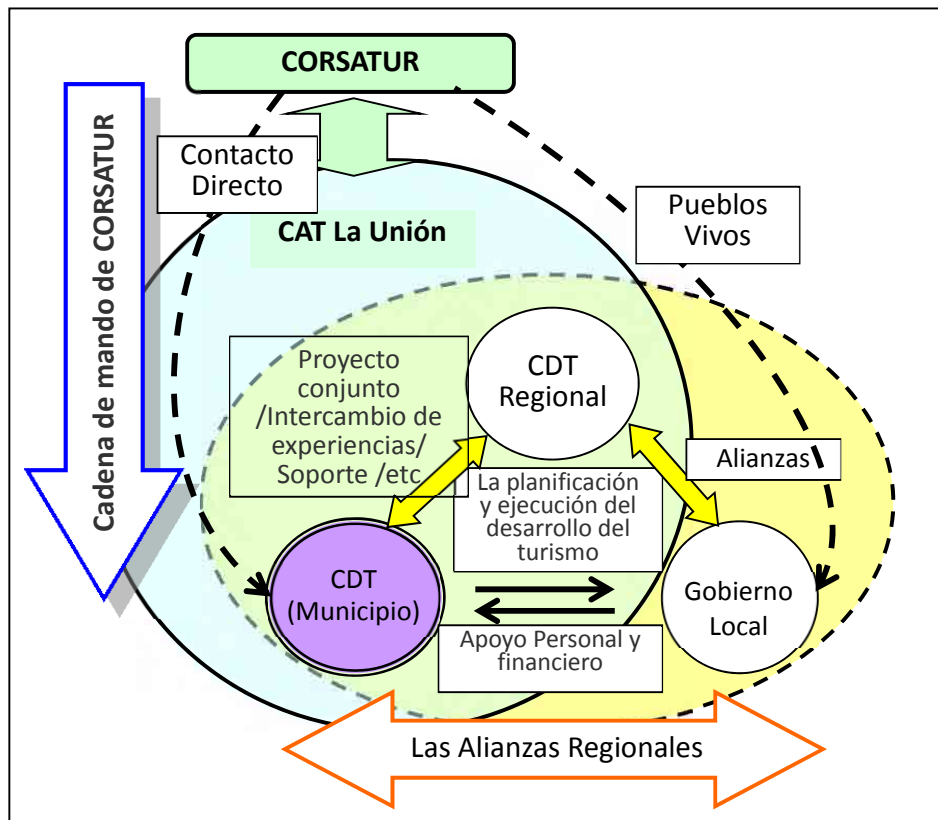 CORSATUR
Cadena de mando de CORSATUR
Contacto
Directo
Pueblos
Vivos
CAT La Unión
CDT
Regional
Proyecto
conjunto
/Intercambio de
experiencias/
Soporte /etc
Alianzas
La planificación
y ejecución del
desarrollo del
turismo
CDT
(Municipio)
Gobierno
Local
Apoyo Personal y
financiero
Las Alianzas Regionales